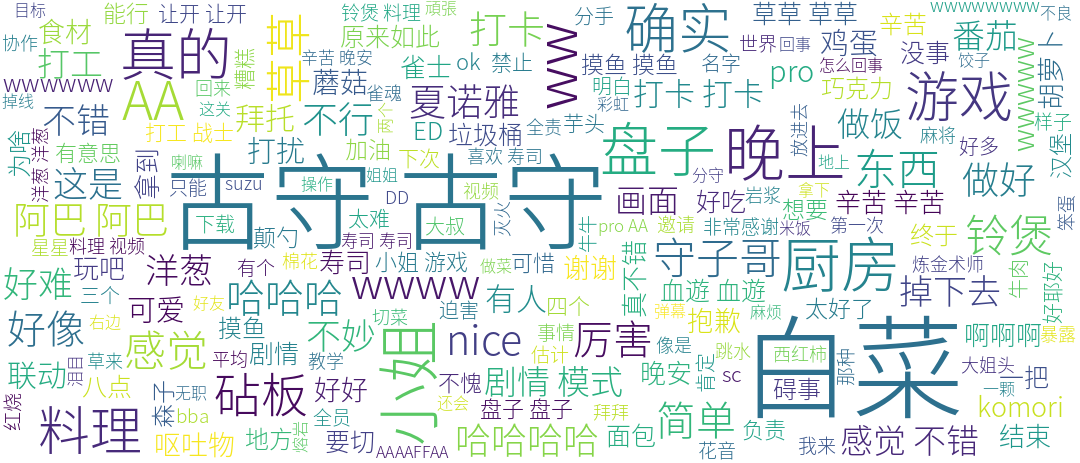 目标
能行
让开 让开
铃煲 料理
頑張
分手
草草 草草
辛苦
wwwwwwwww
不良
协作
食材
真的
草草
原来如此
打卡
确实
世界
回事
鸡蛋
没事
番茄
打工
糟糕
辛苦 晚安
雀士
ok
禁止
摸鱼 摸鱼
名字
pro
怎么回事
饺子
wwwwwww
AA
回来
蘑菇
雀魂
WWW
明白
打卡 打卡
巧克力
游戏
胡萝卜
掉线
不错
这关
拜托
不行
夏诺雅
彩虹
盘子
晚上
做饭
麻将
样子
为啥
洋葱 洋葱
有意思
打工 战士
打扰
两个
ED
垃圾桶
全责
芋头
放进去
好多
汉堡
这是
拿到
喇嘛
加油
下次
喜欢 寿司
地上
东西
做好
只能
suzu
古守 古守
操作
姐姐
视频
分守
岩浆
拿下
阿巴 阿巴
下载
DD
灭火
画面
好吃
想要
辛苦 辛苦
笨蛋
星星
料理 视频
颠勺
太难
大叔
牛牛
pro AA
邀请
非常感谢
米饭
第一次
终于
铃煲
好难
玩吧
有个
棉花
寿司
寿司 寿司
做菜
小姐 游戏
可惜
谢谢
真不错
守子哥
厨房
炼金术师
牛肉
好耶好
三个
洋葱
可爱
哈哈哈
wwww
有人
四个
血遊 血遊
太好了
掉下去
好像
右边
好友
摸鱼
不妙
切菜
小姐
迫害
事情
弹幕
麻烦
抱歉
白菜
啊啊啊
暴露
感觉
平均
剧情
教学
nice
厉害
估计
像是
跳水
西红柿
那种
大姐头
联动
草来
砧板
好好
不愧
剧情 模式
晚安
肯定
sc
碍事
一颗
一把
红烧
八点
森子
无职
bba
全员
还会
盘子 盘子
拜拜
简单
负责
我来
komori
料理
呕吐物
地方
熔岩
要切
AAAAFFAA
哈哈哈哈
面包
花音
感觉 不错
结束